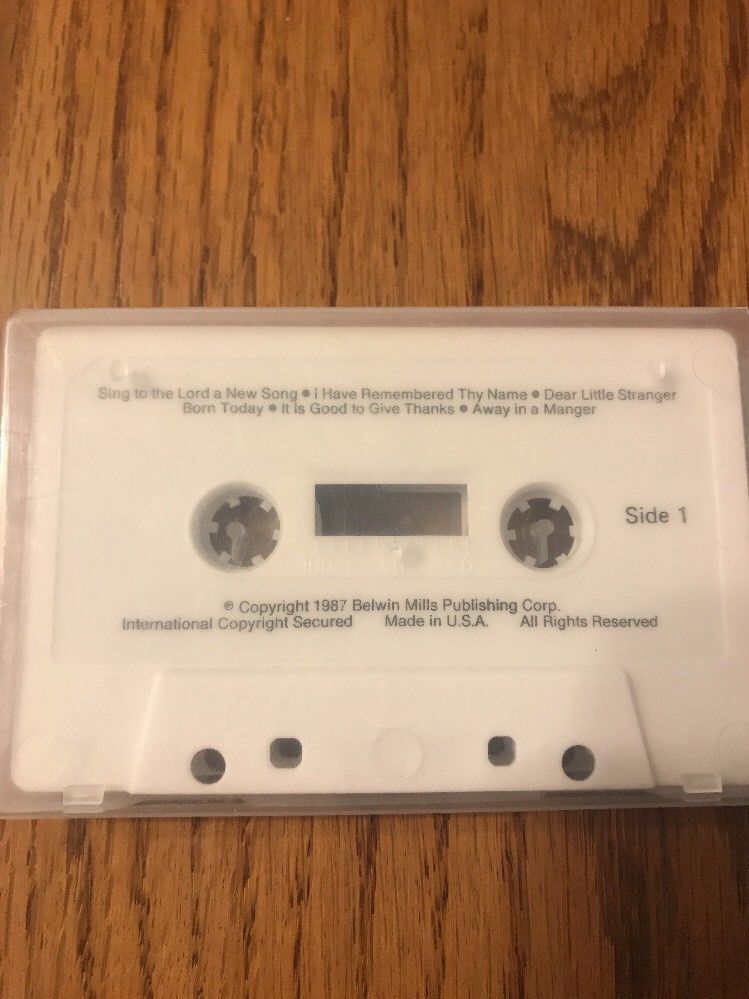 Sing to the Lord a New Song • I Have Remembered Thy Name • Dear Little Stranger
Born Today • It Is Good to Give Thanks • Away in a Manger
Side 1
℗ Copyright 1987 Belwin Mills Publishing Corp.
International Copyright Secured Made in U.S.A. All Rights Reserved